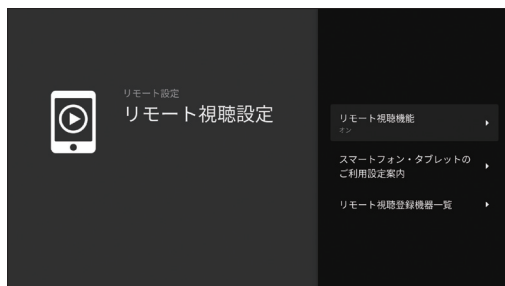 リモート設定
リモート視聴設定
リモート視聴機能
オン
スマートフォン・タブレットの
ご利用設定案内
リモート視聴登録機器一覧